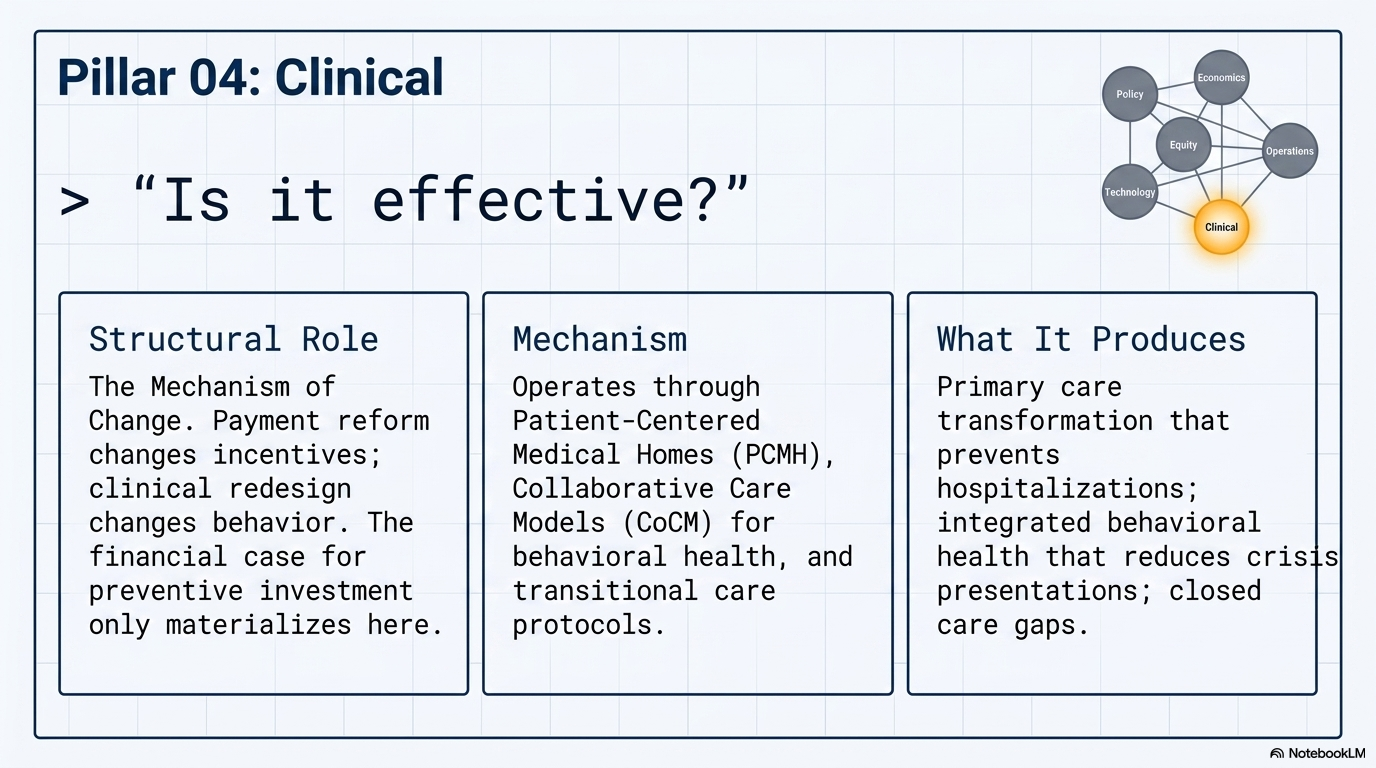 Pillar 04: Clinical
> “Is it effective?”
Policy
Economics
Equity
Operations
Technology
Clinical
Structural Role
The Mechanism of
Change. Payment reform
changes incentives;
clinical redesign
changes behavior. The
financial case for
preventive investment
only materializes here.
Mechanism
Operates through
Patient-Centered
Medical Homes (PCMH),
Collaborative Care
Models (CoCM) for
behavioral health, and
transitional care
protocols.
What It Produces
Primary care
transformation that
prevents
hospitalizations;
integrated behavioral
health that reduces crisis
presentations; closed
care gaps.
NotebookLM